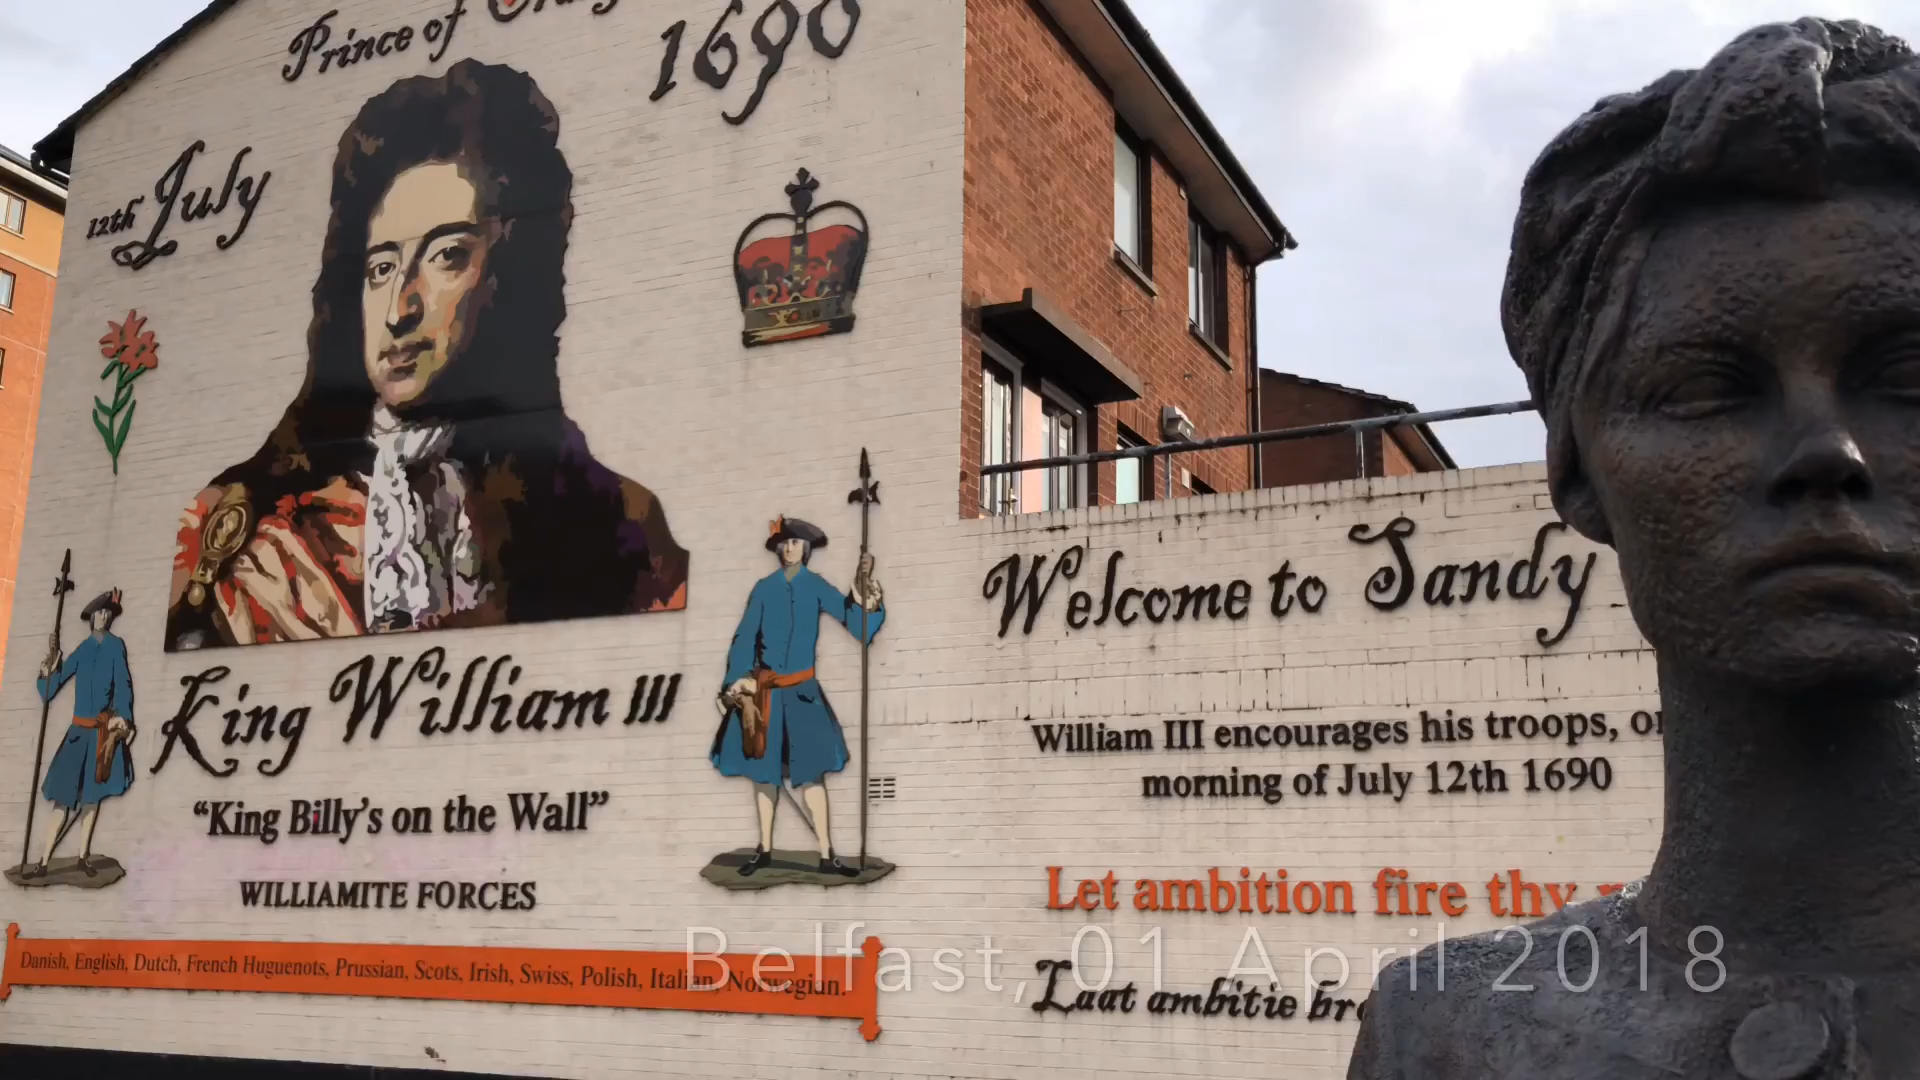 Prince of
1690
12th July
King William III
"King Billy's on the Wall"
WILLIAMITE FORCES
Danish, English, Dutch, French Huguenots, Prussian, Scots, Irish, Swiss, Polish, Italian, Norwegian.
Welcome to Sandy
William III encourages his troops,
morning of July 12th 1690
Let ambition fire thy
Laat ambitie
Belfast, 01 April 2018